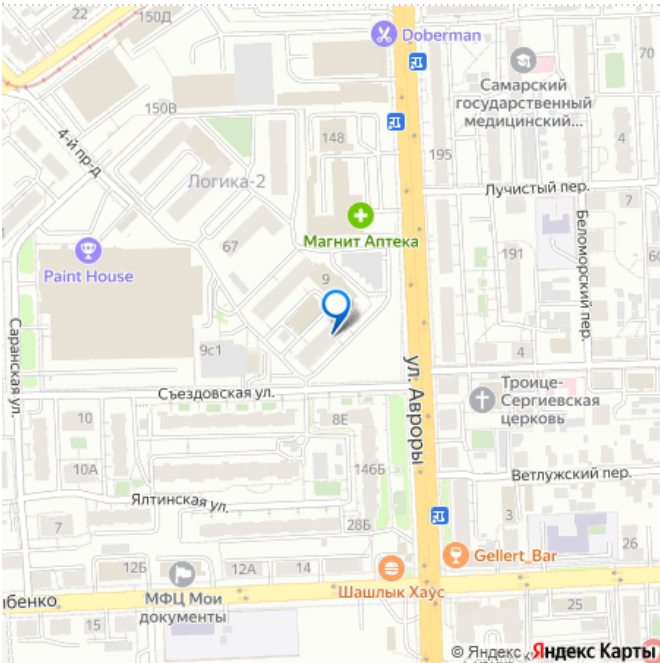 22
150Д
Doberman
70
Самарский
государственный
медицинский...
150В
4-й пр-д
148
4
195
Логика-2
Лучистый пер.
7
Магнит Аптека
67
Беломорский пер.
Paint House
191
9
Саранская ул.
9с1
4
ул. Авроры
Съездовская ул.
Троице-
Сергиевская
церковь
10
8Е
10А
146Б
Ветлужский пер.
Ялтинская ул.
7
28Б
3
Gellert_Bar
26
12Б
12А
14
Шашлык Хаус
МФЦ Мои
документы
15
25
© Яндекс
Яндекс Карты